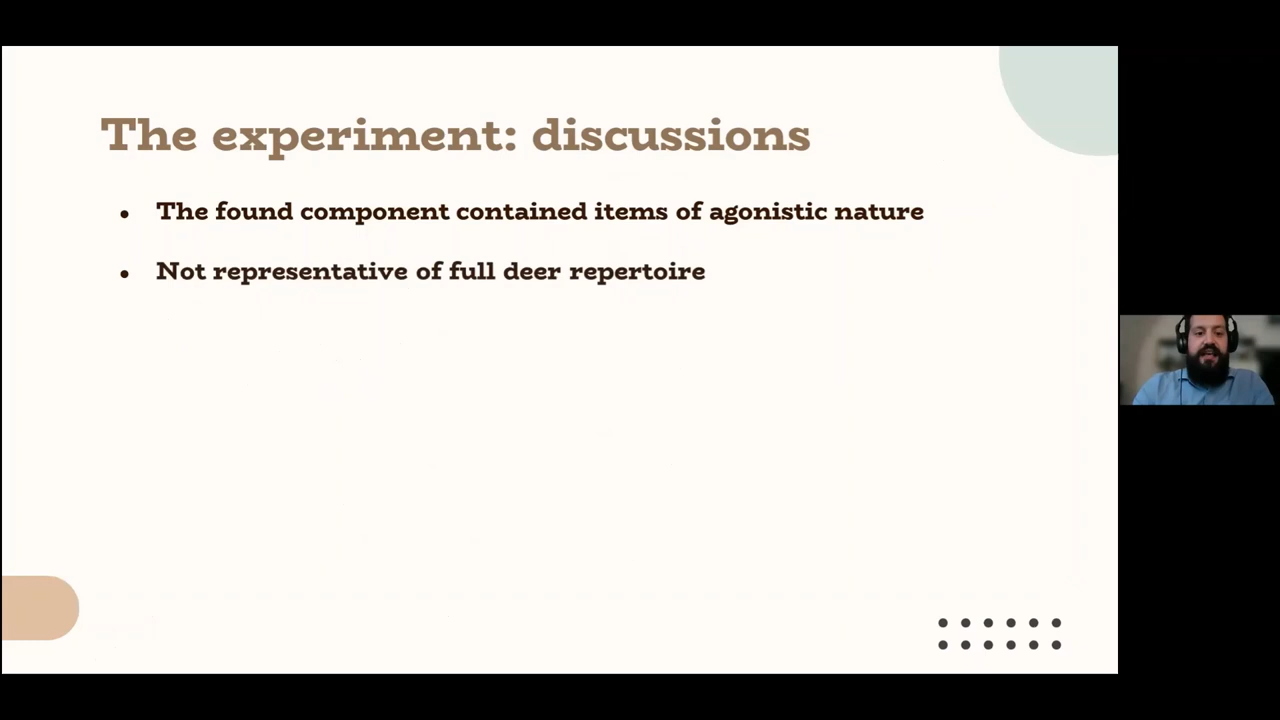 The experiment: discussions
• The found component contained items of agonistic nature
• Not representative of full deer repertoire